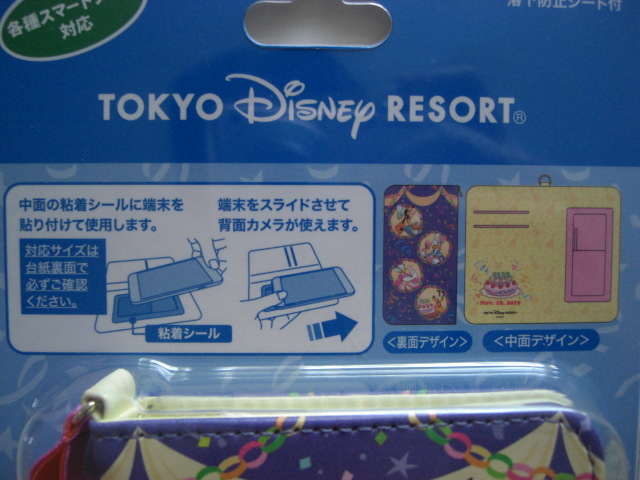 各種スマートフォン
対応
落下防止シート付
TOKYO Disney RESORT®
中面の粘着シールに端末を
貼り付けて使用します。
対応サイズは
台紙裏面で
必ずご確認
ください。
粘着シール
端末をスライドさせて
背面カメラが使えます。
<裏面デザイン>
<中面デザイン>
TOKYO Disney RESORT